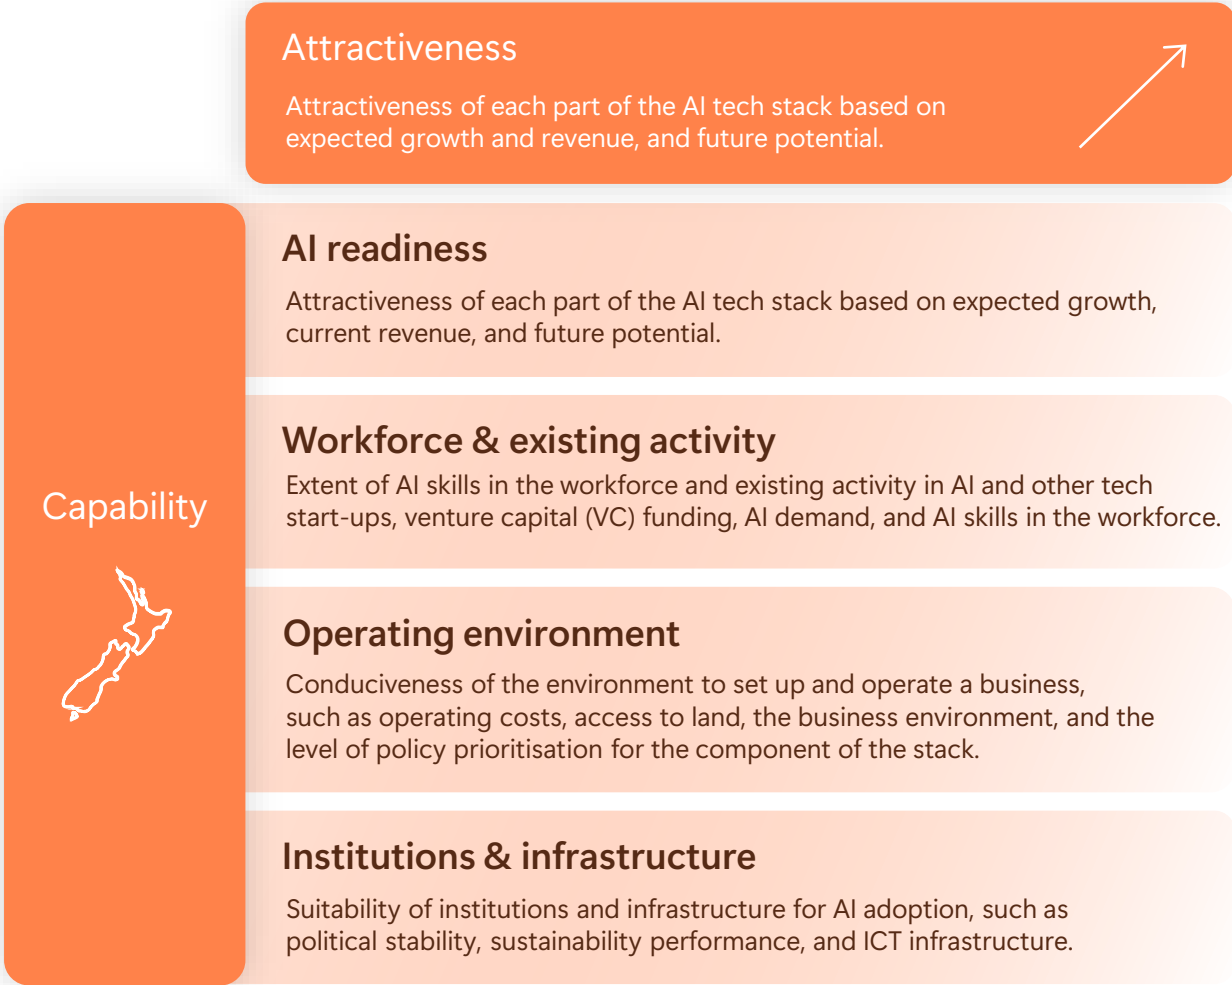 Attractiveness
Attractiveness of each part of the AI tech stack based on
expected growth and revenue, and future potential.
Capability
AI readiness
Attractiveness of each part of the AI tech stack based on expected growth,
current revenue, and future potential.
Workforce & existing activity
Extent of AI skills in the workforce and existing activity in AI and other tech
start-ups, venture capital (VC) funding, AI demand, and AI skills in the workforce.
Operating environment
Conduciveness of the environment to set up and operate a business,
such as operating costs, access to land, the business environment, and the
level of policy prioritisation for the component of the stack.
Institutions & infrastructure
Suitability of institutions and infrastructure for AI adoption, such as
political stability, sustainability performance, and ICT infrastructure.